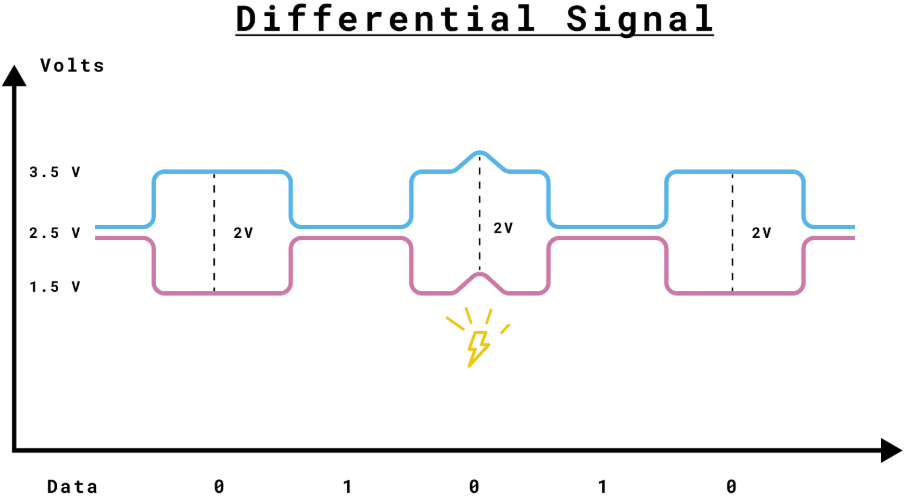 Differential Signal
Volts
3.5 V
2.5 V
2V
2V
2V
1.5 V
Data 0 1 0 1 0